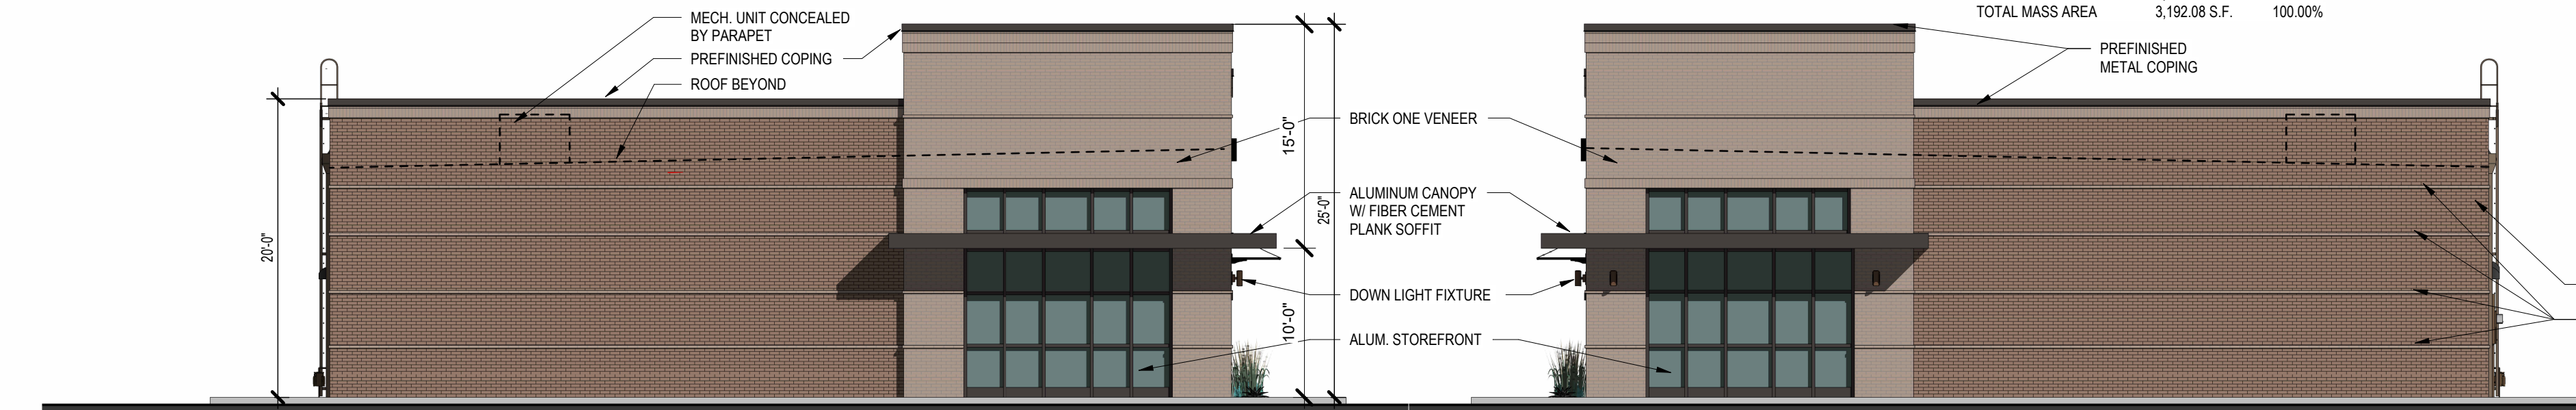 TOTAL MASS AREA 3,192.08 S.F. 100.00%
MECH. UNIT CONCEALED
BY PARAPET
PREFINISHED COPING
ROOF BEYOND
PREFINISHED
METAL COPING
BRICK ONE VENEER
15'-0"
ALUMINUM CANOPY
W/ FIBER CEMENT
PLANK SOFFIT
25'-0"
20'-0"
DOWN LIGHT FIXTURE
10'-0"
ALUM. STOREFRONT